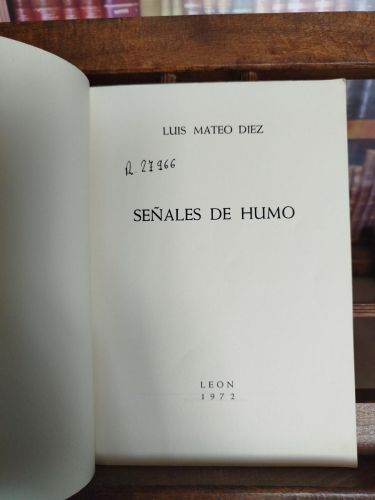 LUIS MATEO DIEZ
R. 27966
SEÑALES DE HUMO
LEON
1972